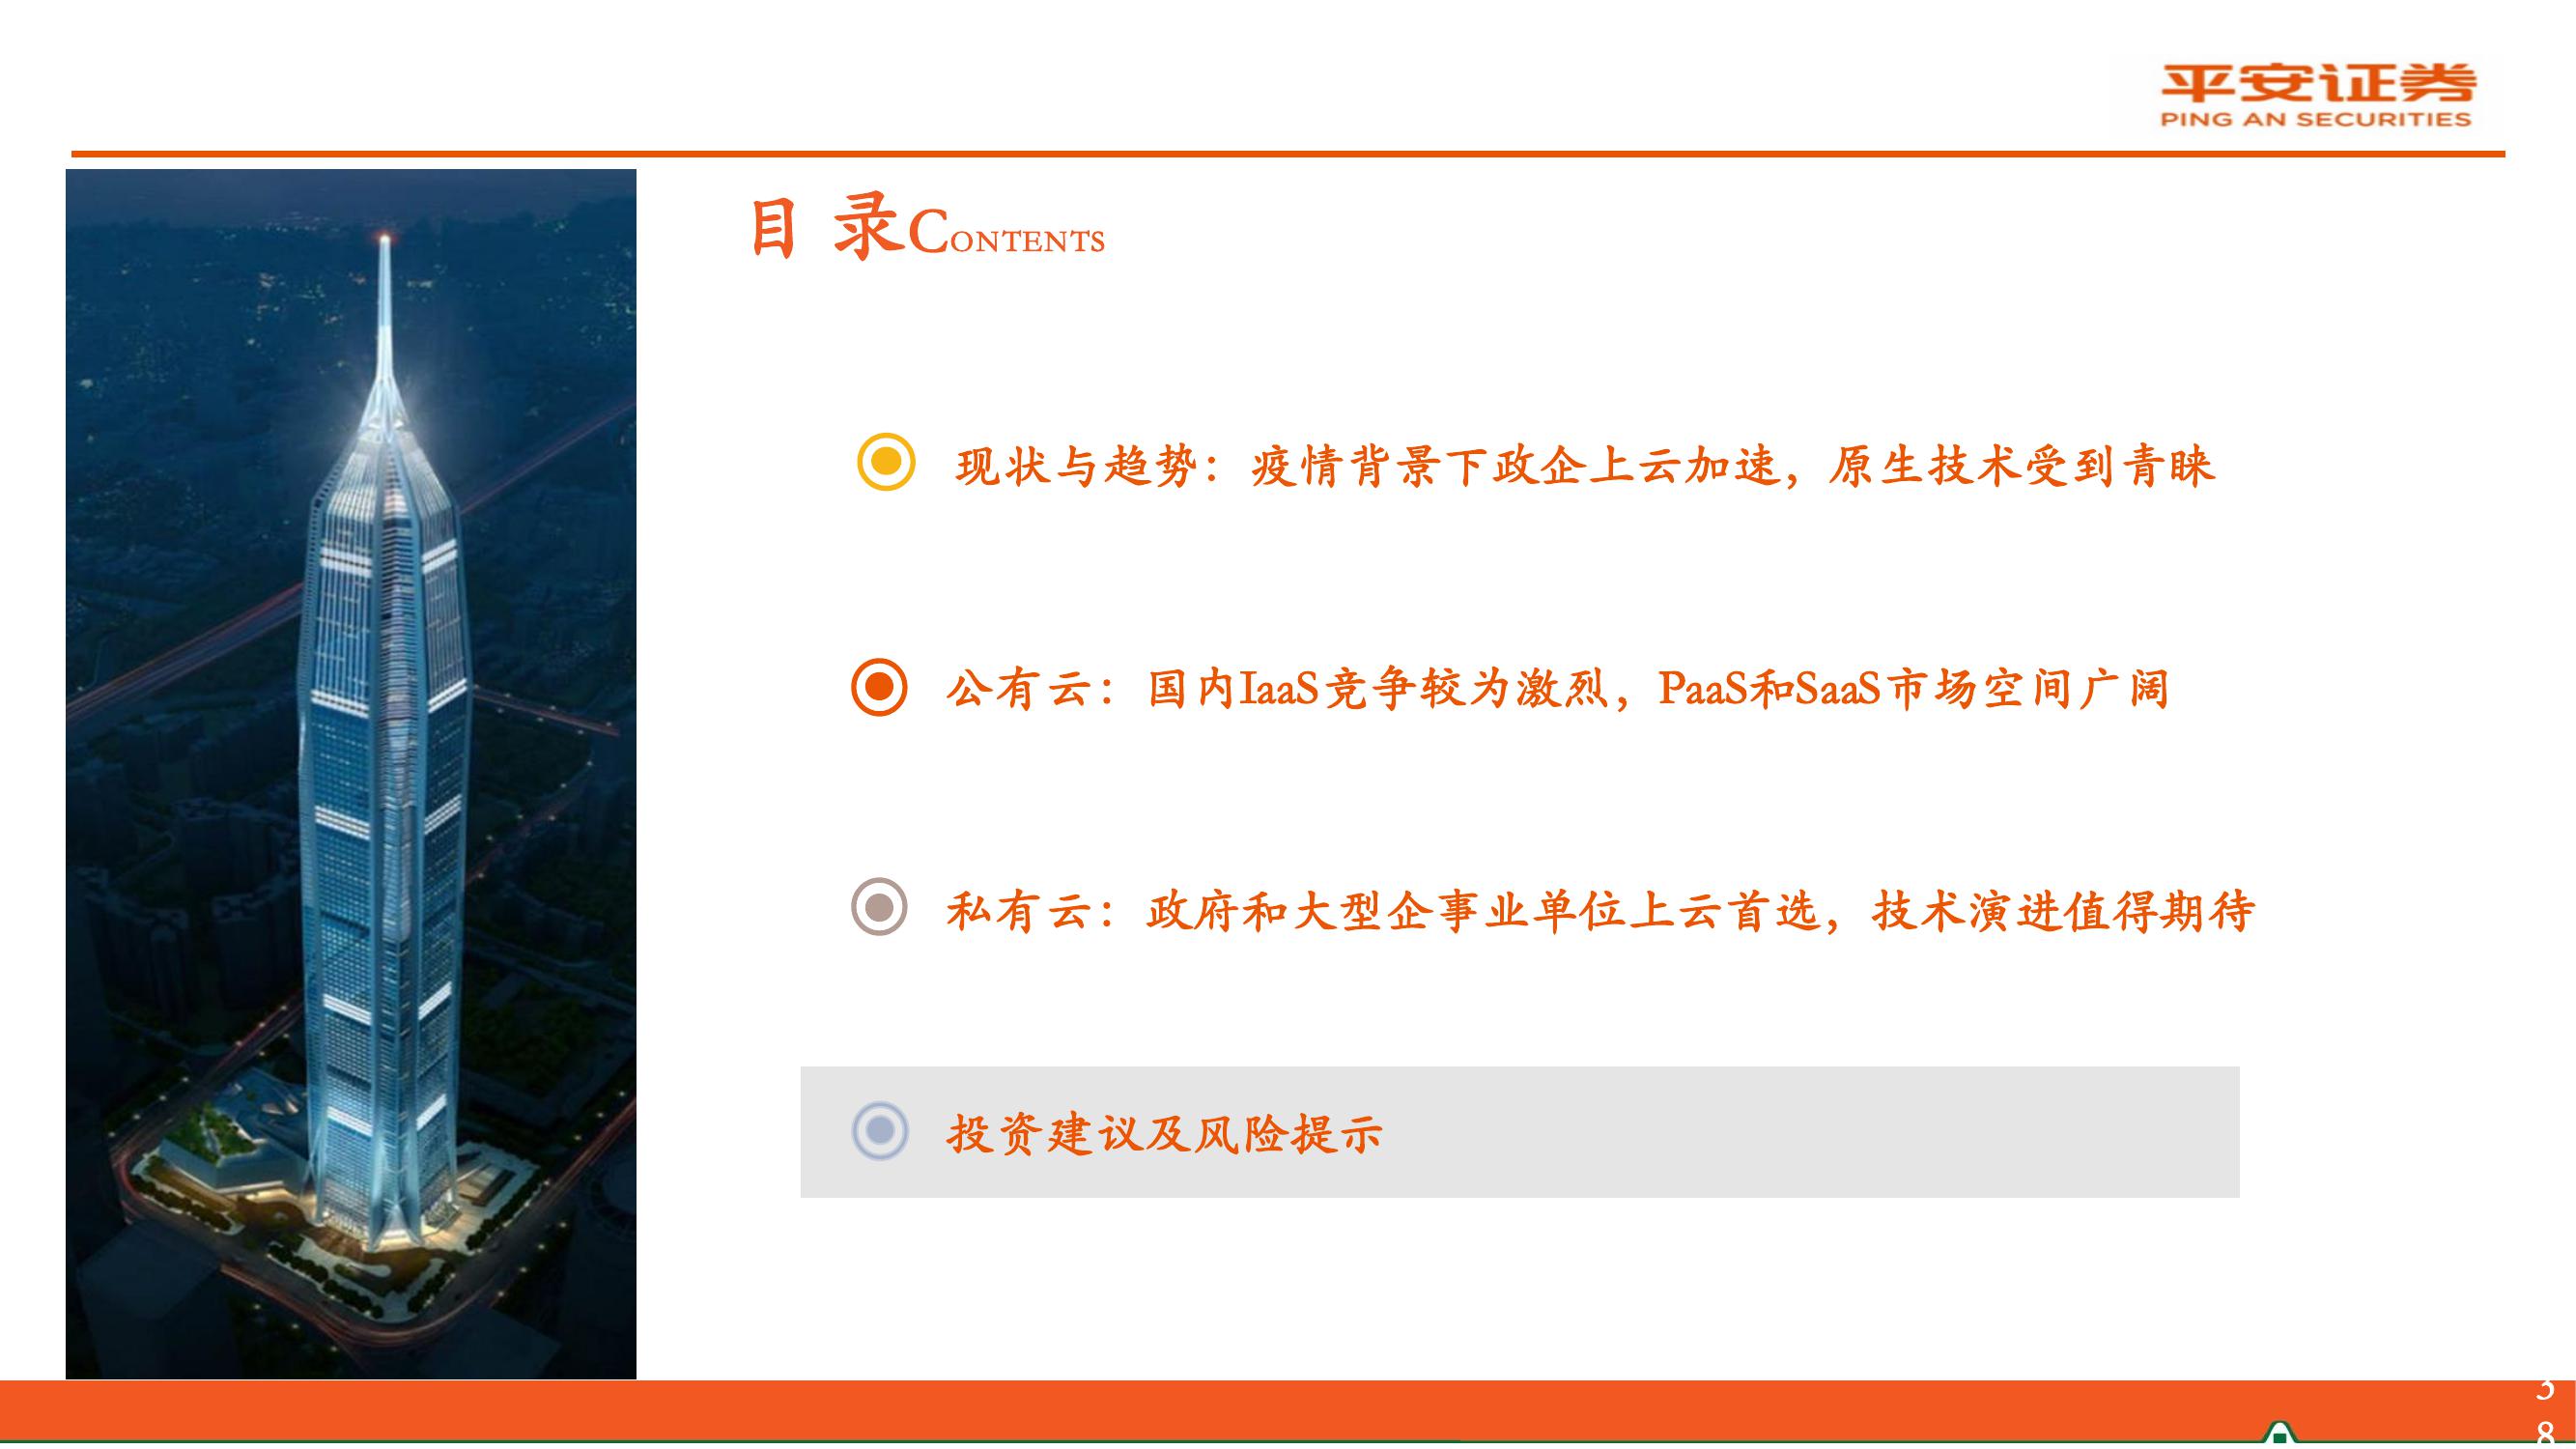 平安证券
PING AN SECURITIES
目 录CONTENTS
现状与趋势：疫情背景下政企上云加速，原生技术受到青睐
公有云：国内IaaS竞争较为激烈，PaaS和SaaS市场空间广阔
私有云：政府和大型企事业单位上云首选，技术演进值得期待
投资建议及风险提示
3
8